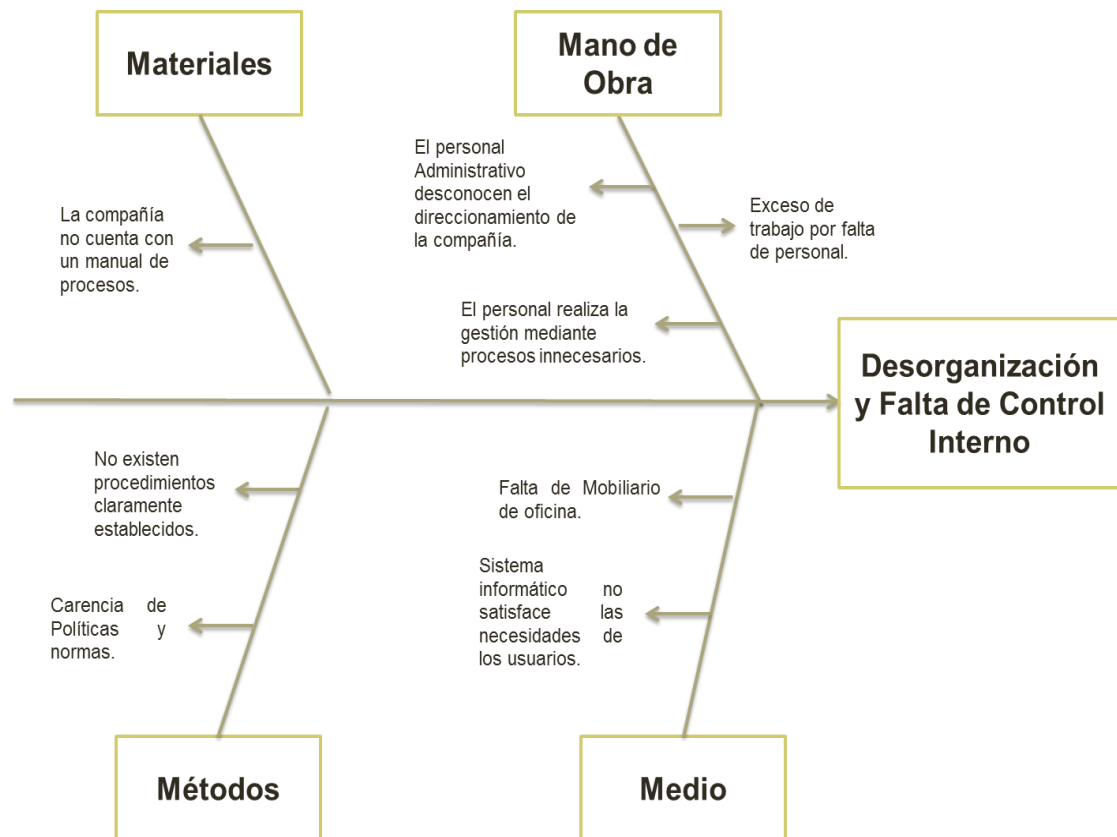 Materiales
Mano de
Obra
El personal
Administrativo
desconocen el
direccionamiento de
la compañía.
Exceso de
trabajo por falta
de personal.
La compañía
no cuenta con
un manual de
procesos.
El personal realiza la
gestión mediante
procesos innecesarios.
Desorganización
y Falta de Control
Interno
No existen
procedimientos
claramente
establecidos.
Falta de Mobiliario
de oficina.
Sistema
informático no
satisface las
necesidades de
los usuarios.
Carencia de
Políticas y
normas.
Métodos
Medio